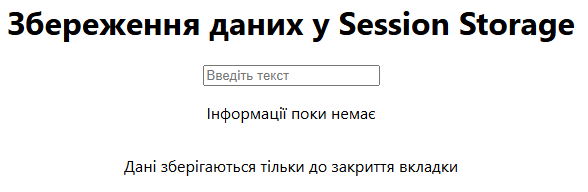 Збереження даних у Session Storage
Введіть текст
Інформації поки немає
Дані зберігаються тільки до закриття вкладки